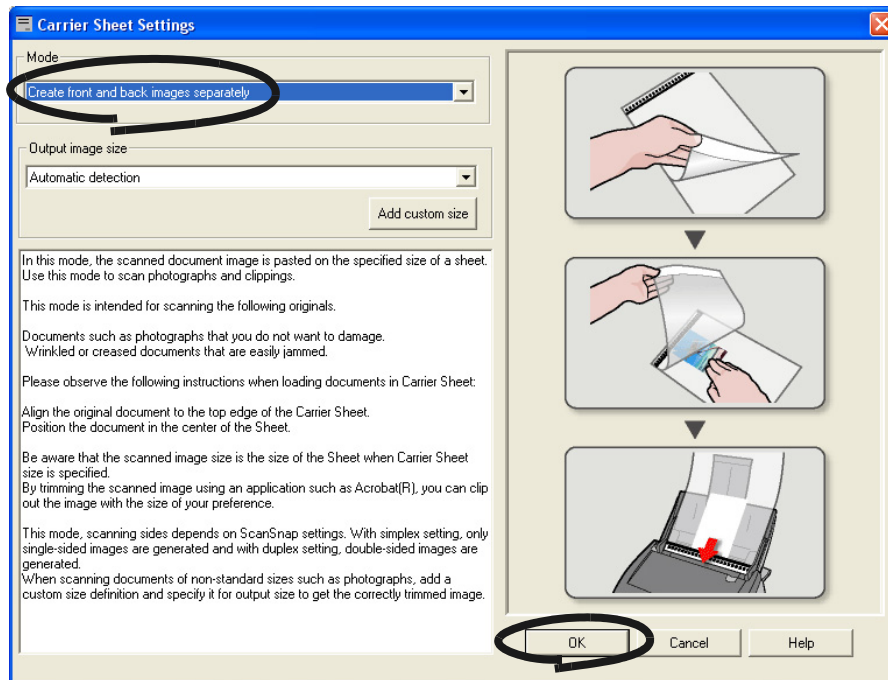 Carrier Sheet Settings
Mode
Create front and back images separately
Output image size
Automatic detection
Add custom size
In this mode, the scanned document image is pasted on the specified size of a sheet.
Use this mode to scan photographs and clippings.
This mode is intended for scanning the following originals.
Documents such as photographs that you do not want to damage.
Wrinkled or creased documents that are easily jammed.
Please observe the following instructions when loading documents in Carrier Sheet:
Align the original document to the top edge of the Carrier Sheet.
Position the document in the center of the Sheet.
Be aware that the scanned image size is the size of the Sheet when Carrier Sheet
size is specified.
By trimming the scanned image using an application such as Acrobat(R), you can clip
out the image with the size of your preference.
This mode, scanning sides depends on ScanSnap settings. With simplex setting, only
single-sided images are generated and with duplex setting, double-sided images are
generated.
When scanning documents of non-standard sizes such as photographs, add a
custom size definition and specify it for output size to get the correctly trimmed image.
OK
Cancel
Help